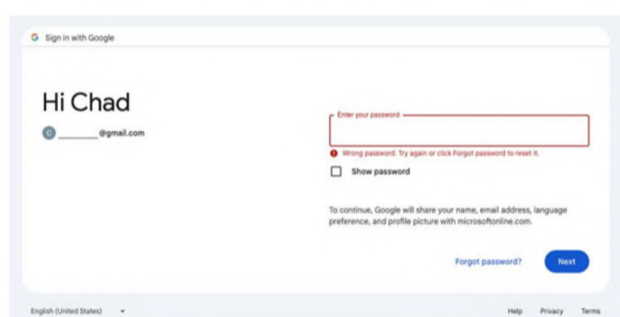 Sign in with Google
Hi Chad
C ______@gmail.com
Enter your password
Wrong password. Try again or click Forgot password to reset it.
Show password
To continue, Google will share your name, email address, language
preference, and profile picture with microsoftonline.com.
Forgot password?
Next
English (United States)
Help Privacy Terms